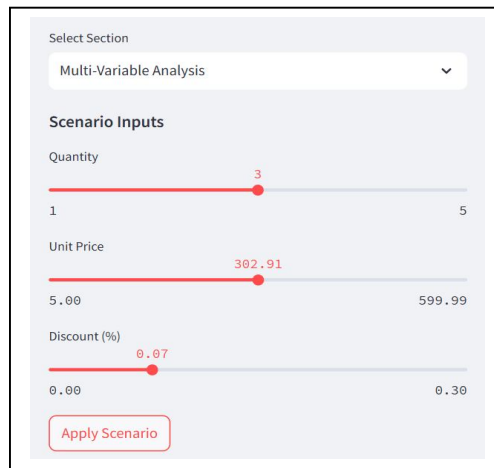 Select Section
Multi-Variable Analysis
Scenario Inputs
Quantity
3
1 5
Unit Price
302.91
5.00 599.99
Discount (%)
0.07
0.00 0.30
Apply Scenario